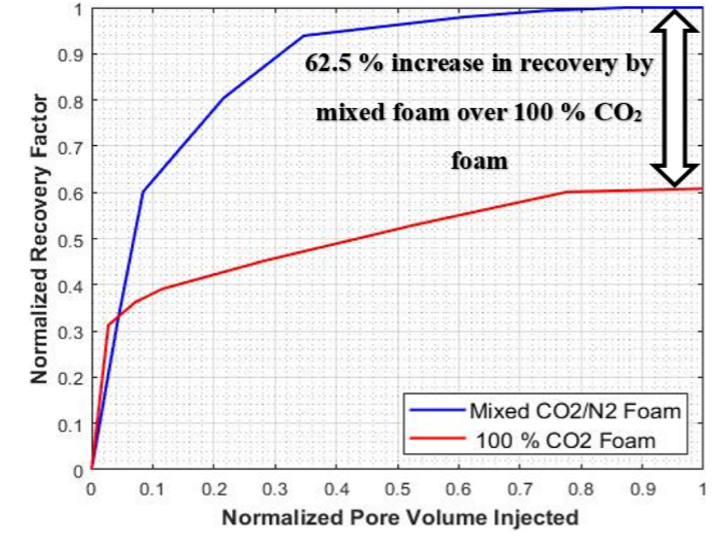 1
0.9
0.8
0.7
0.6
0.5
0.4
0.3
0.2
0.1
0
Normalized Recovery Factor
62.5 % increase in recovery by
mixed foam over 100 % CO₂
foam
Mixed CO2/N2 Foam
100 % CO2 Foam
0 0.1 0.2 0.3 0.4 0.5 0.6 0.7 0.8 0.9 1
Normalized Pore Volume Injected